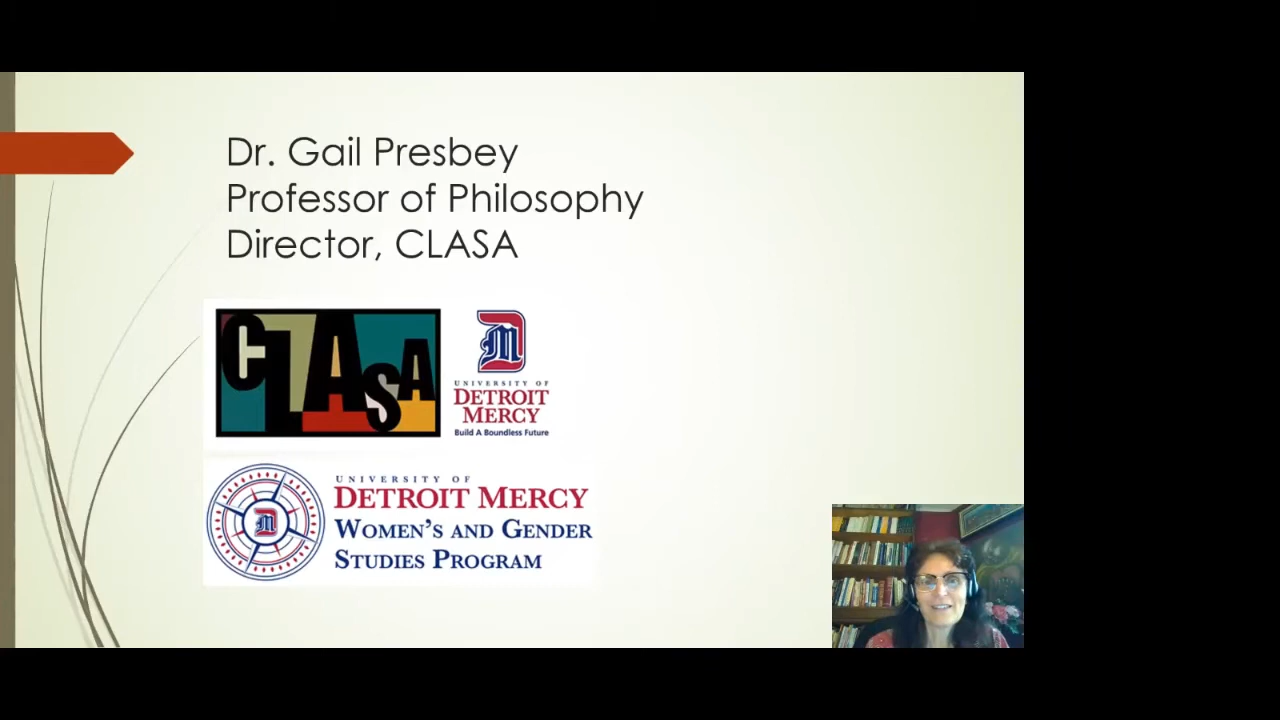 Dr. Gail Presbey
Professor of Philosophy
Director, CLASA
CLASA
UNIVERSITY OF
DETROIT
MERCY
Build A Boundless Future
UNIVERSITY OF
DETROIT MERCY
WOMEN'S AND GENDER
STUDIES PROGRAM